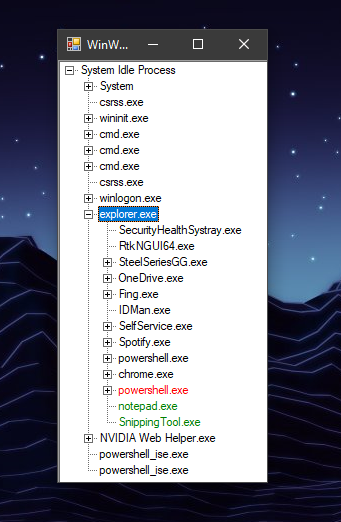 WinW...
System Idle Process
System
csrss.exe
wininit.exe
cmd.exe
cmd.exe
cmd.exe
csrss.exe
winlogon.exe
explorer.exe
SecurityHealthSystray.exe
RtkNGUI64.exe
SteelSeriesGG.exe
OneDrive.exe
Fing.exe
IDMan.exe
SelfService.exe
Spotify.exe
powershell.exe
chrome.exe
powershell.exe
notepad.exe
SnippingTool.exe
NVIDIA Web Helper.exe
powershell_ise.exe
powershell_ise.exe